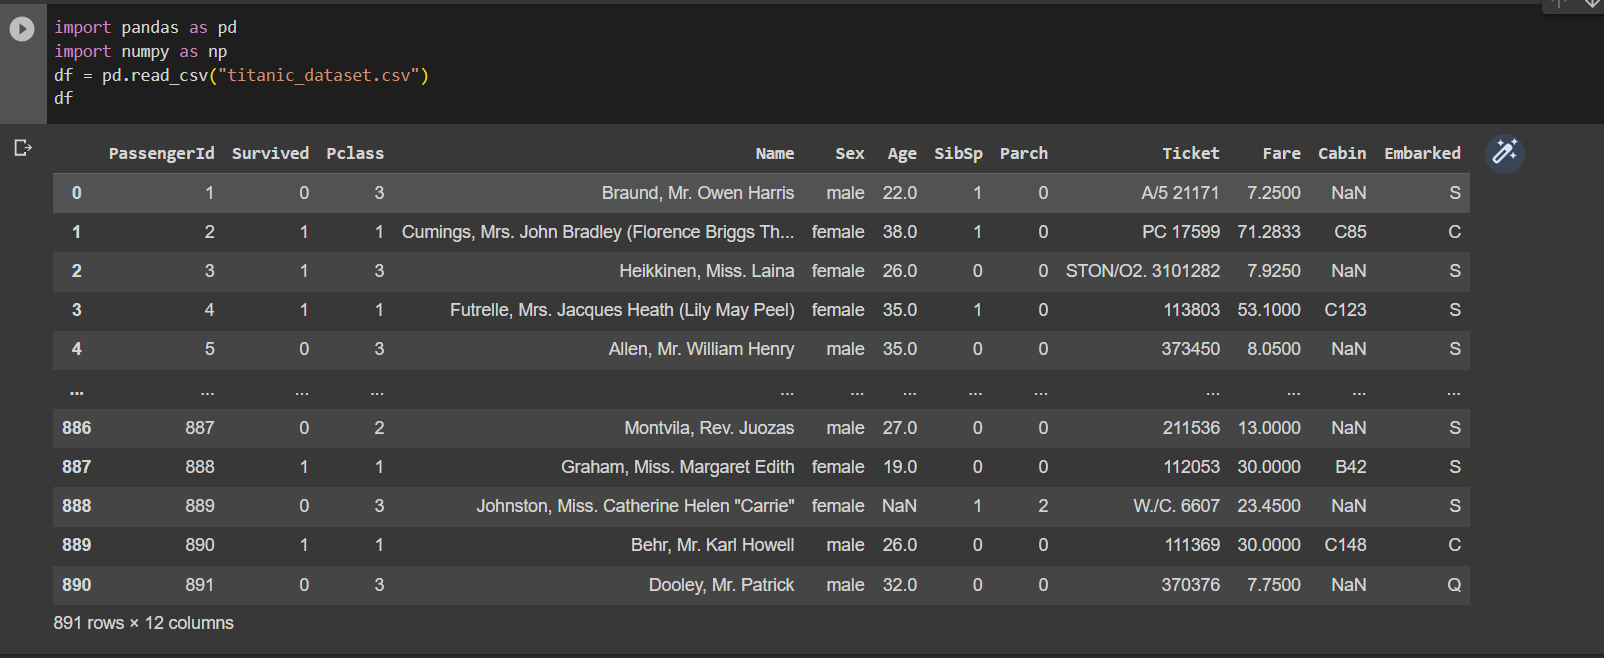 import pandas as pd
import numpy as np
df = pd.read_csv("titanic_dataset.csv")
df
PassengerId Survived Pclass Name Sex Age SibSp Parch Ticket Fare Cabin Embarked
0 1 0 3 Braund, Mr. Owen Harris male 22.0 1 0 A/5 21171 7.2500 NaN S
1 2 1 1 Cumings, Mrs. John Bradley (Florence Briggs Th... female 38.0 1 0 PC 17599 71.2833 C85 C
2 3 1 3 Heikkinen, Miss. Laina female 26.0 0 0 STON/O2. 3101282 7.9250 NaN S
3 4 1 1 Futrelle, Mrs. Jacques Heath (Lily May Peel) female 35.0 1 0 113803 53.1000 C123 S
4 5 0 3 Allen, Mr. William Henry male 35.0 0 0 373450 8.0500 NaN S
... ... ... ... ... ... ... ... ... ... ... ... ...
886 887 0 2 Montvila, Rev. Juozas male 27.0 0 0 211536 13.0000 NaN S
887 888 1 1 Graham, Miss. Margaret Edith female 19.0 0 0 112053 30.0000 B42 S
888 889 0 3 Johnston, Miss. Catherine Helen "Carrie" female NaN 1 2 W./C. 6607 23.4500 NaN S
889 890 1 1 Behr, Mr. Karl Howell male 26.0 0 0 111369 30.0000 C148 C
890 891 0 3 Dooley, Mr. Patrick male 32.0 0 0 370376 7.7500 NaN Q
891 rows × 12 columns